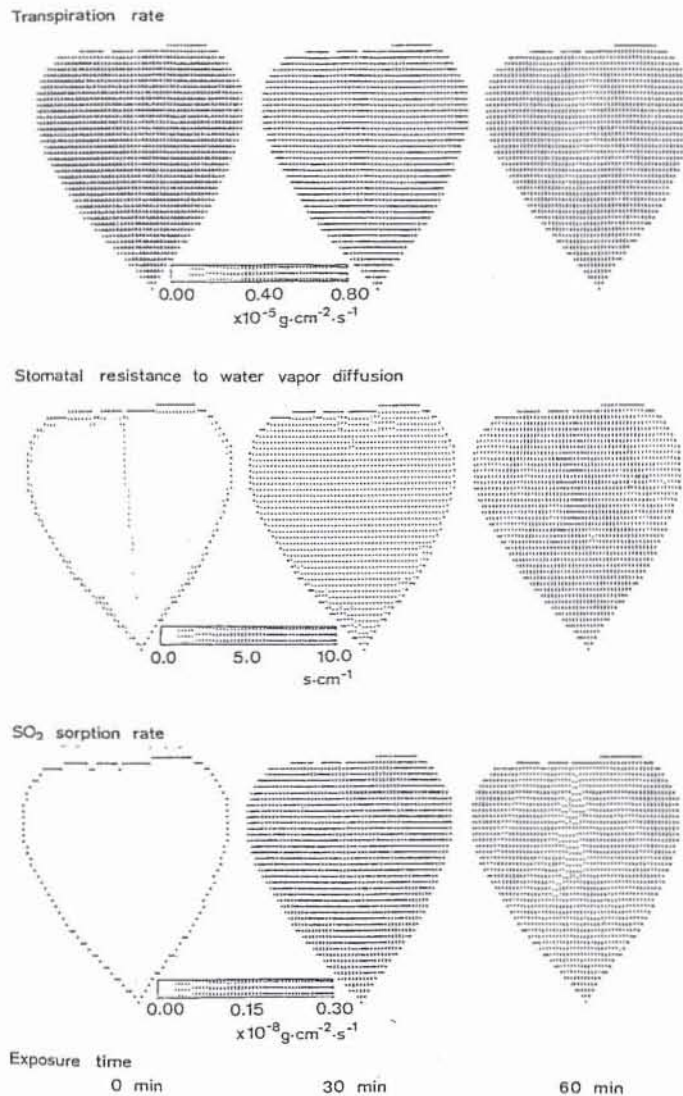 Transpiration rate
0.00 0.40 0.80
x10⁻⁵g·cm⁻²·s⁻¹
Stomatal resistance to water vapor diffusion
0.0 5.0 10.0
s·cm⁻¹
SO₂ sorption rate
0.00 0.15 0.30
x10⁻⁸g·cm⁻²·s⁻¹
Exposure time
0 min 30 min 60 min